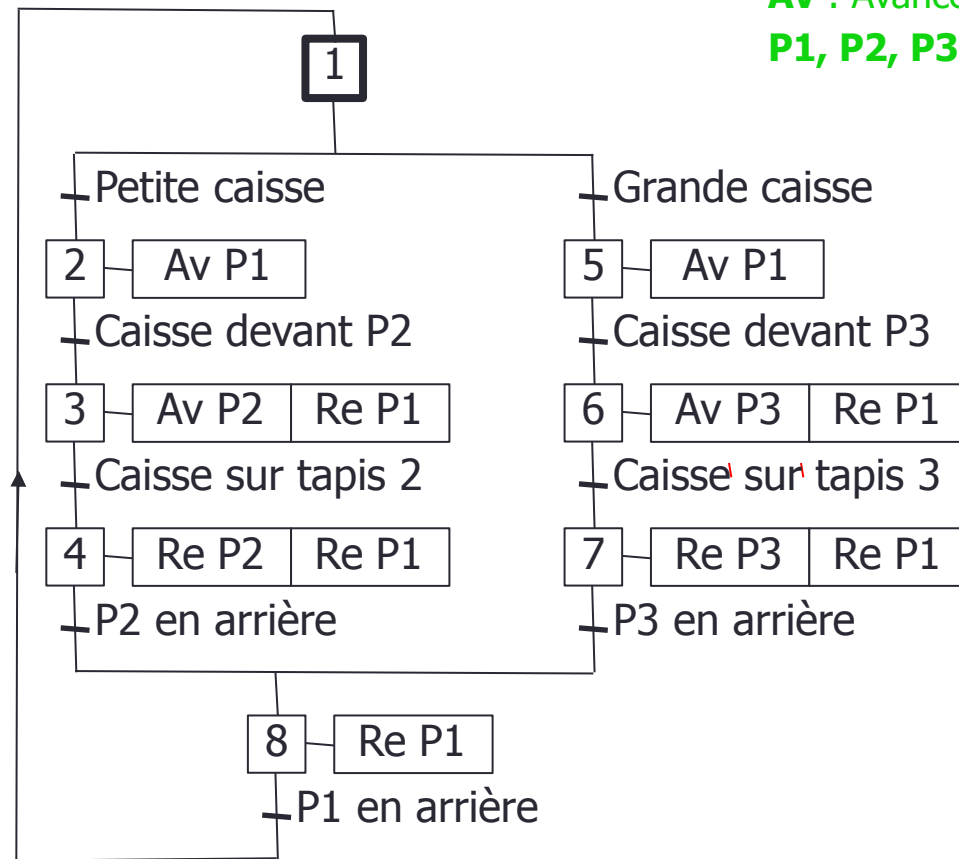 Av : Avance
P1, P2, P3
1
Petite caisse
Grande caisse
2 Av P1
5 Av P1
Caisse devant P2
Caisse devant P3
3 Av P2 Re P1
6 Av P3 Re P1
Caisse sur tapis 2
Caisse sur tapis 3
4 Re P2 Re P1
7 Re P3 Re P1
P2 en arrière
P3 en arrière
8 Re P1
P1 en arrière